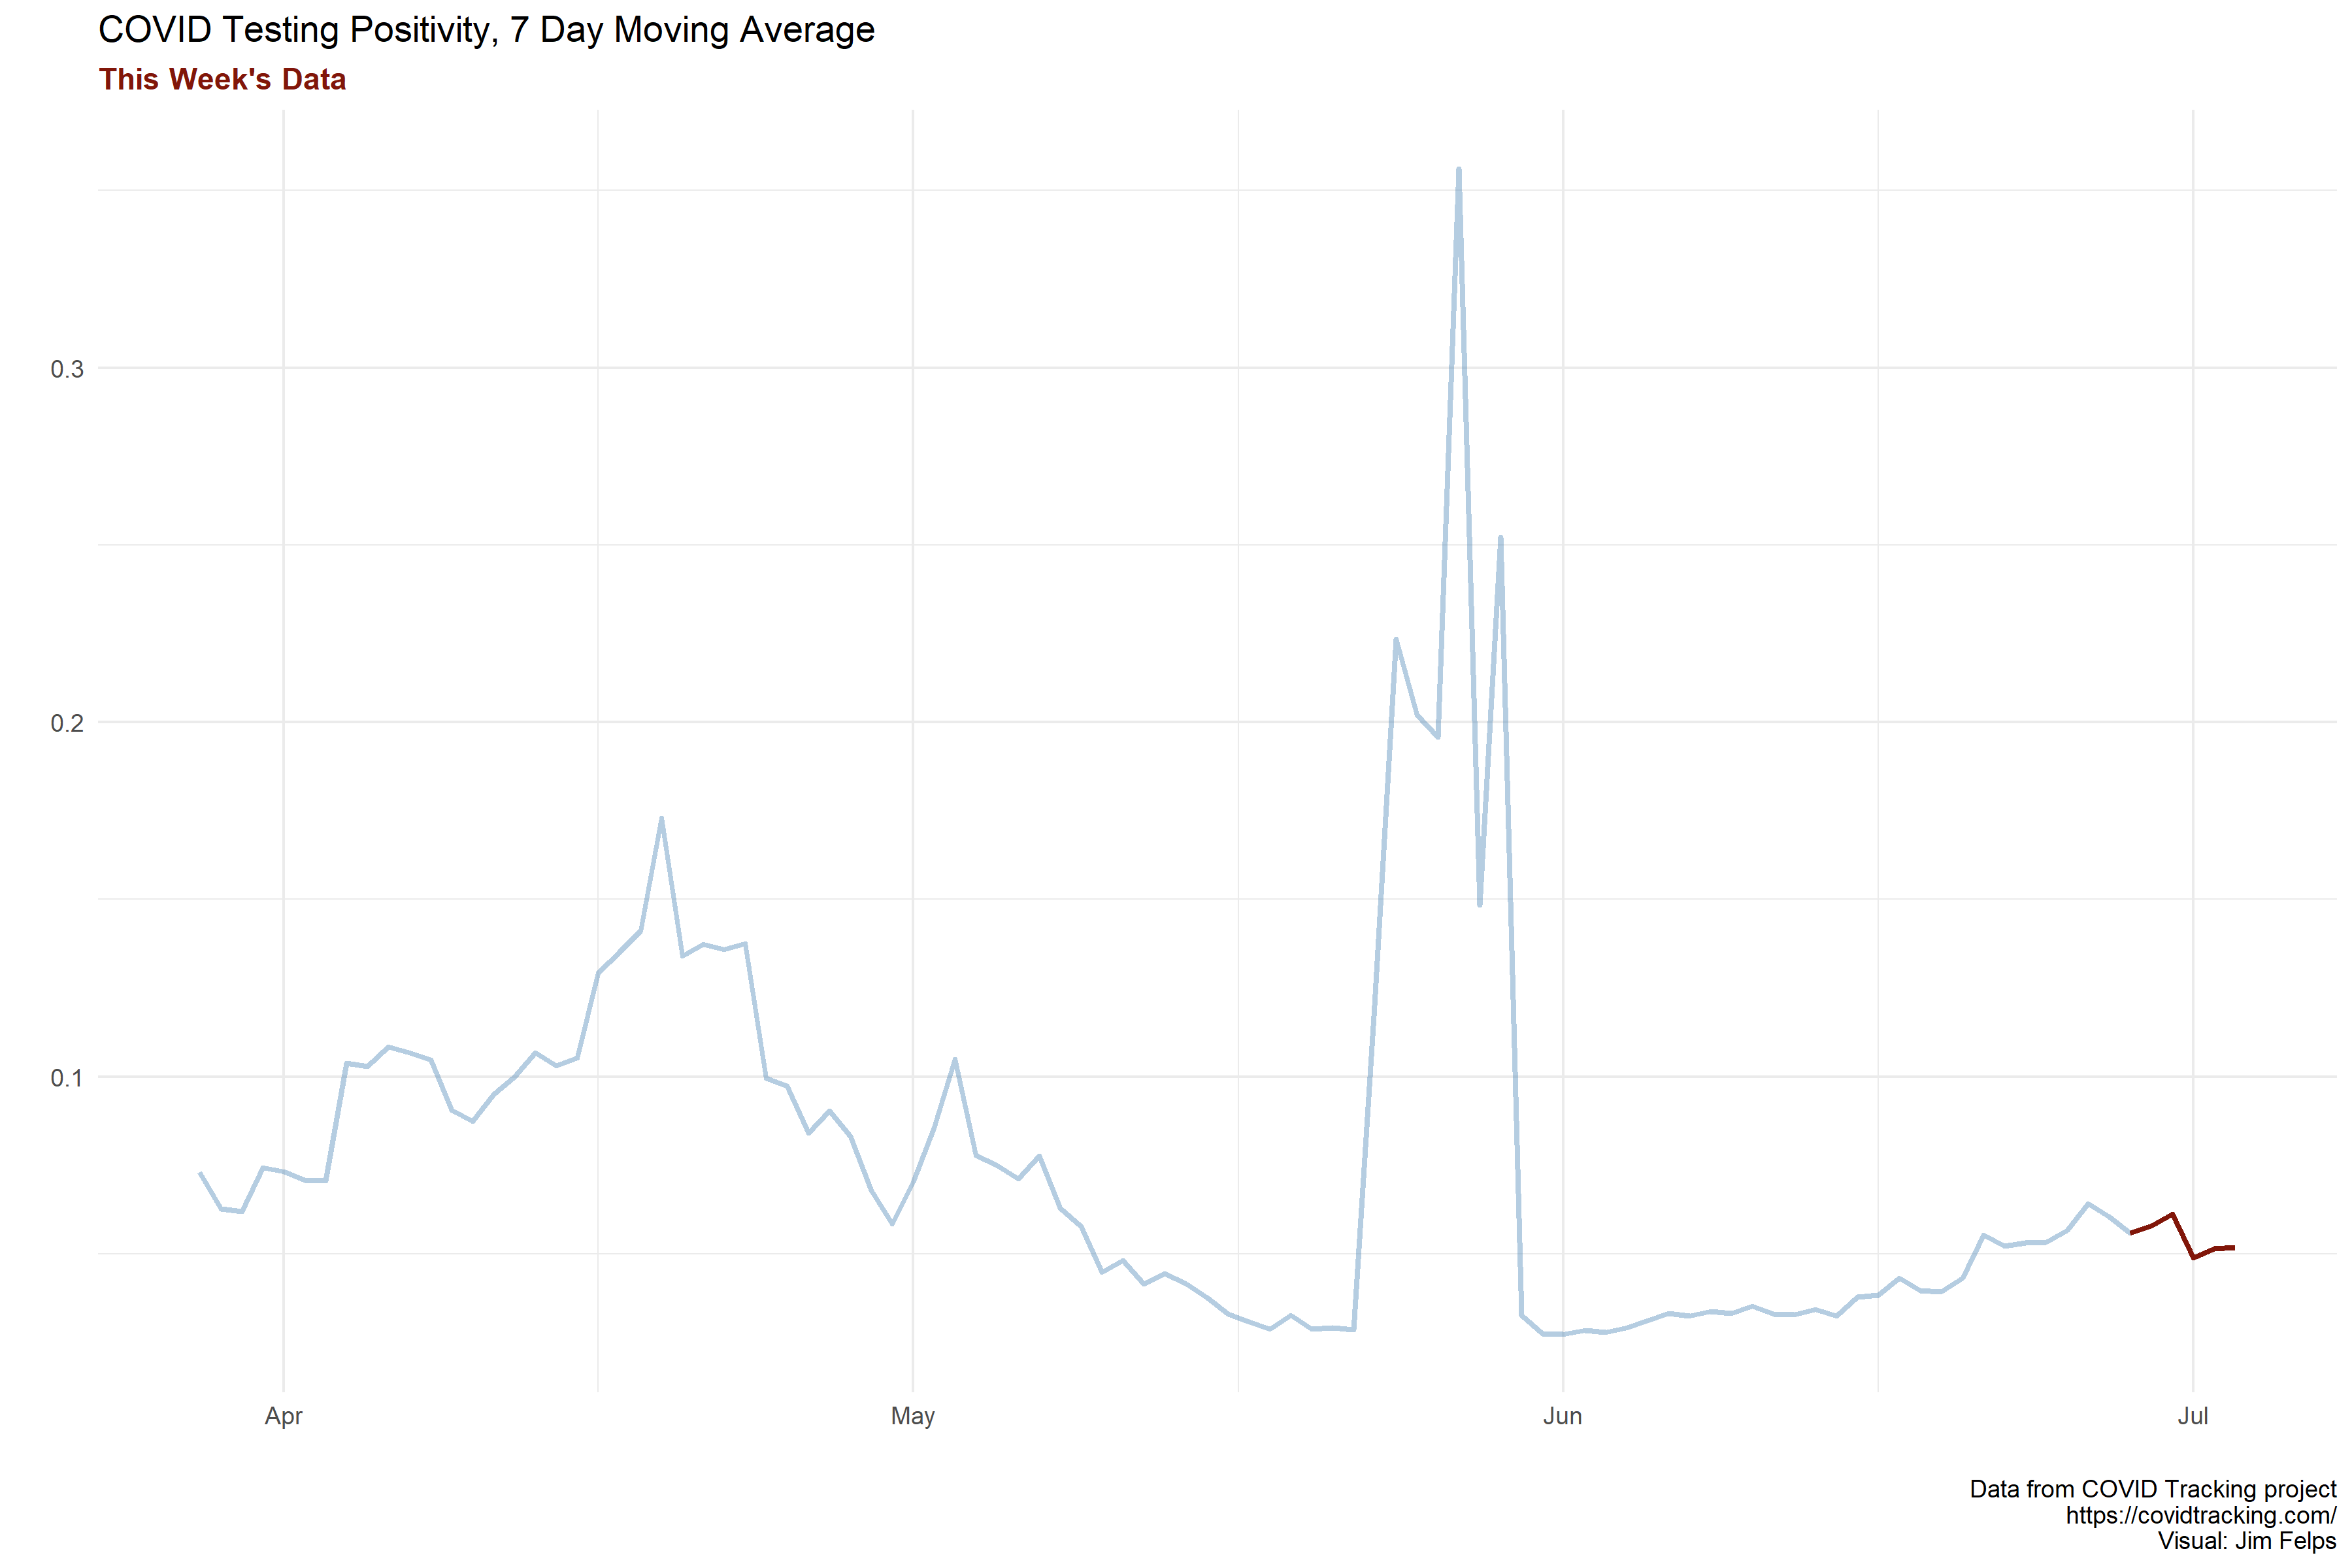 COVID Testing Positivity, 7 Day Moving Average
This Week's Data
0.3
0.2
0.1
Apr May Jun Jul
Data from COVID Tracking project
https://covidtracking.com/
Visual: Jim Felps